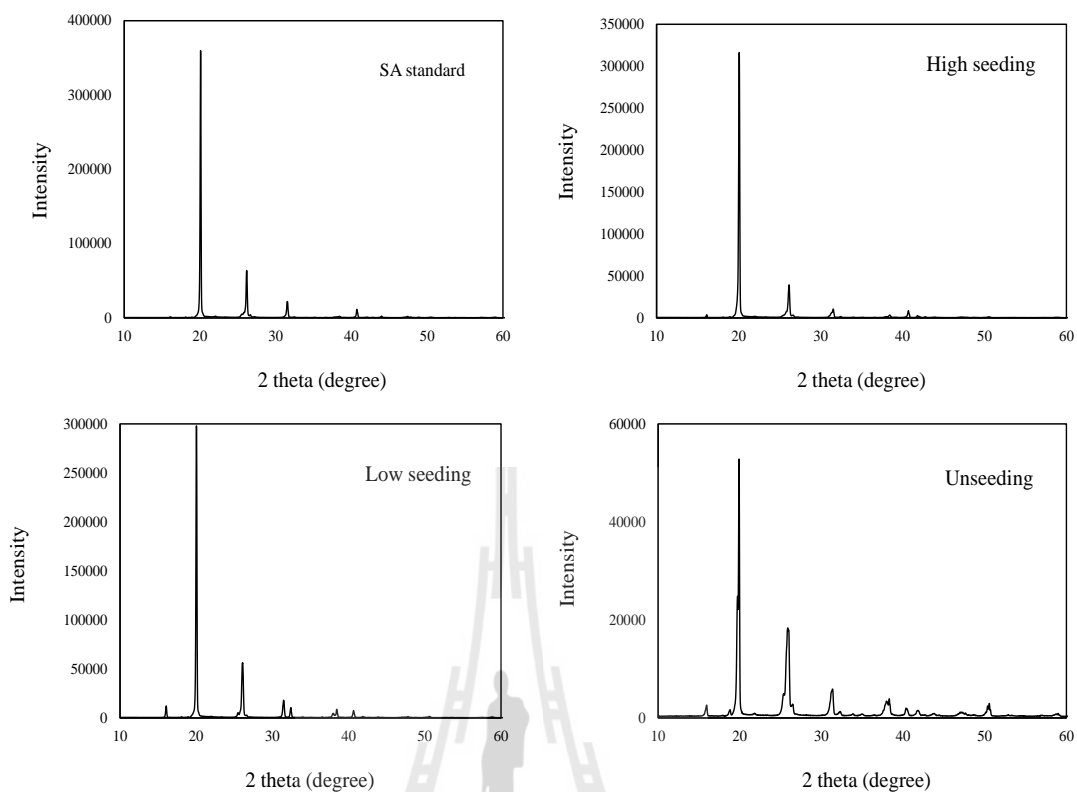 SA standard
Intensity
400000
300000
200000
100000
0
10 20 30 40 50 60
2 theta (degree)
High seeding
Intensity
350000
300000
250000
200000
150000
100000
50000
0
10 20 30 40 50 60
2 theta (degree)
Low seeding
Intensity
300000
250000
200000
150000
100000
50000
0
10 20 30 40 50 60
2 theta (degree)
Unseeding
Intensity
60000
40000
20000
0
10 20 30 40 50 60
2 theta (degree)